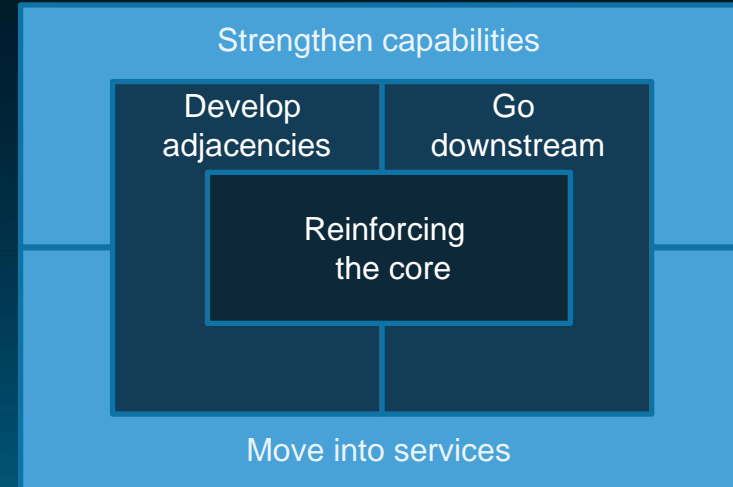 Strengthen capabilities
Develop
adjacencies
Go
downstream
Reinforcing
the core
Move into services